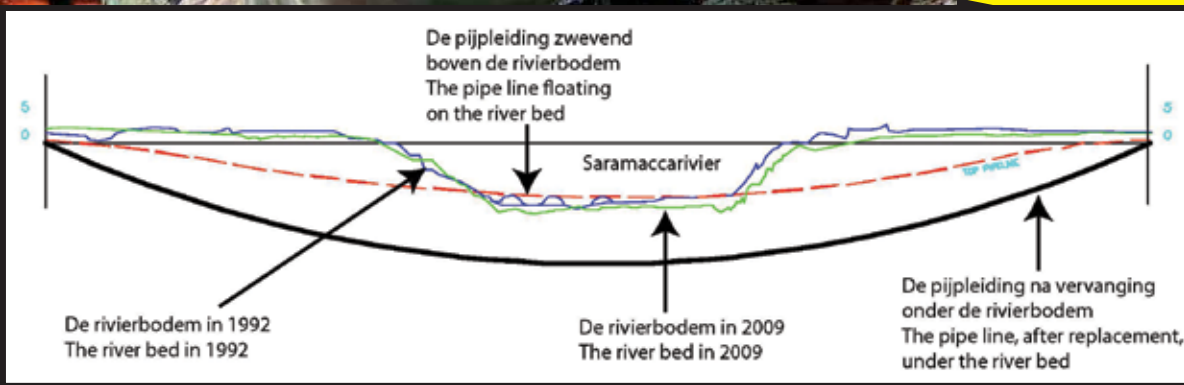 De pijpleiding zwevend
boven de rivierbodem
The pipe line floating
on the river bed
5
0
5
0
Saramaccarivier
TOP PIPELINE
De rivierbodem in 1992
The river bed in 1992
De rivierbodem in 2009
The river bed in 2009
De pijpleiding na vervanging
onder de rivierbodem
The pipe line, after replacement,
under the river bed